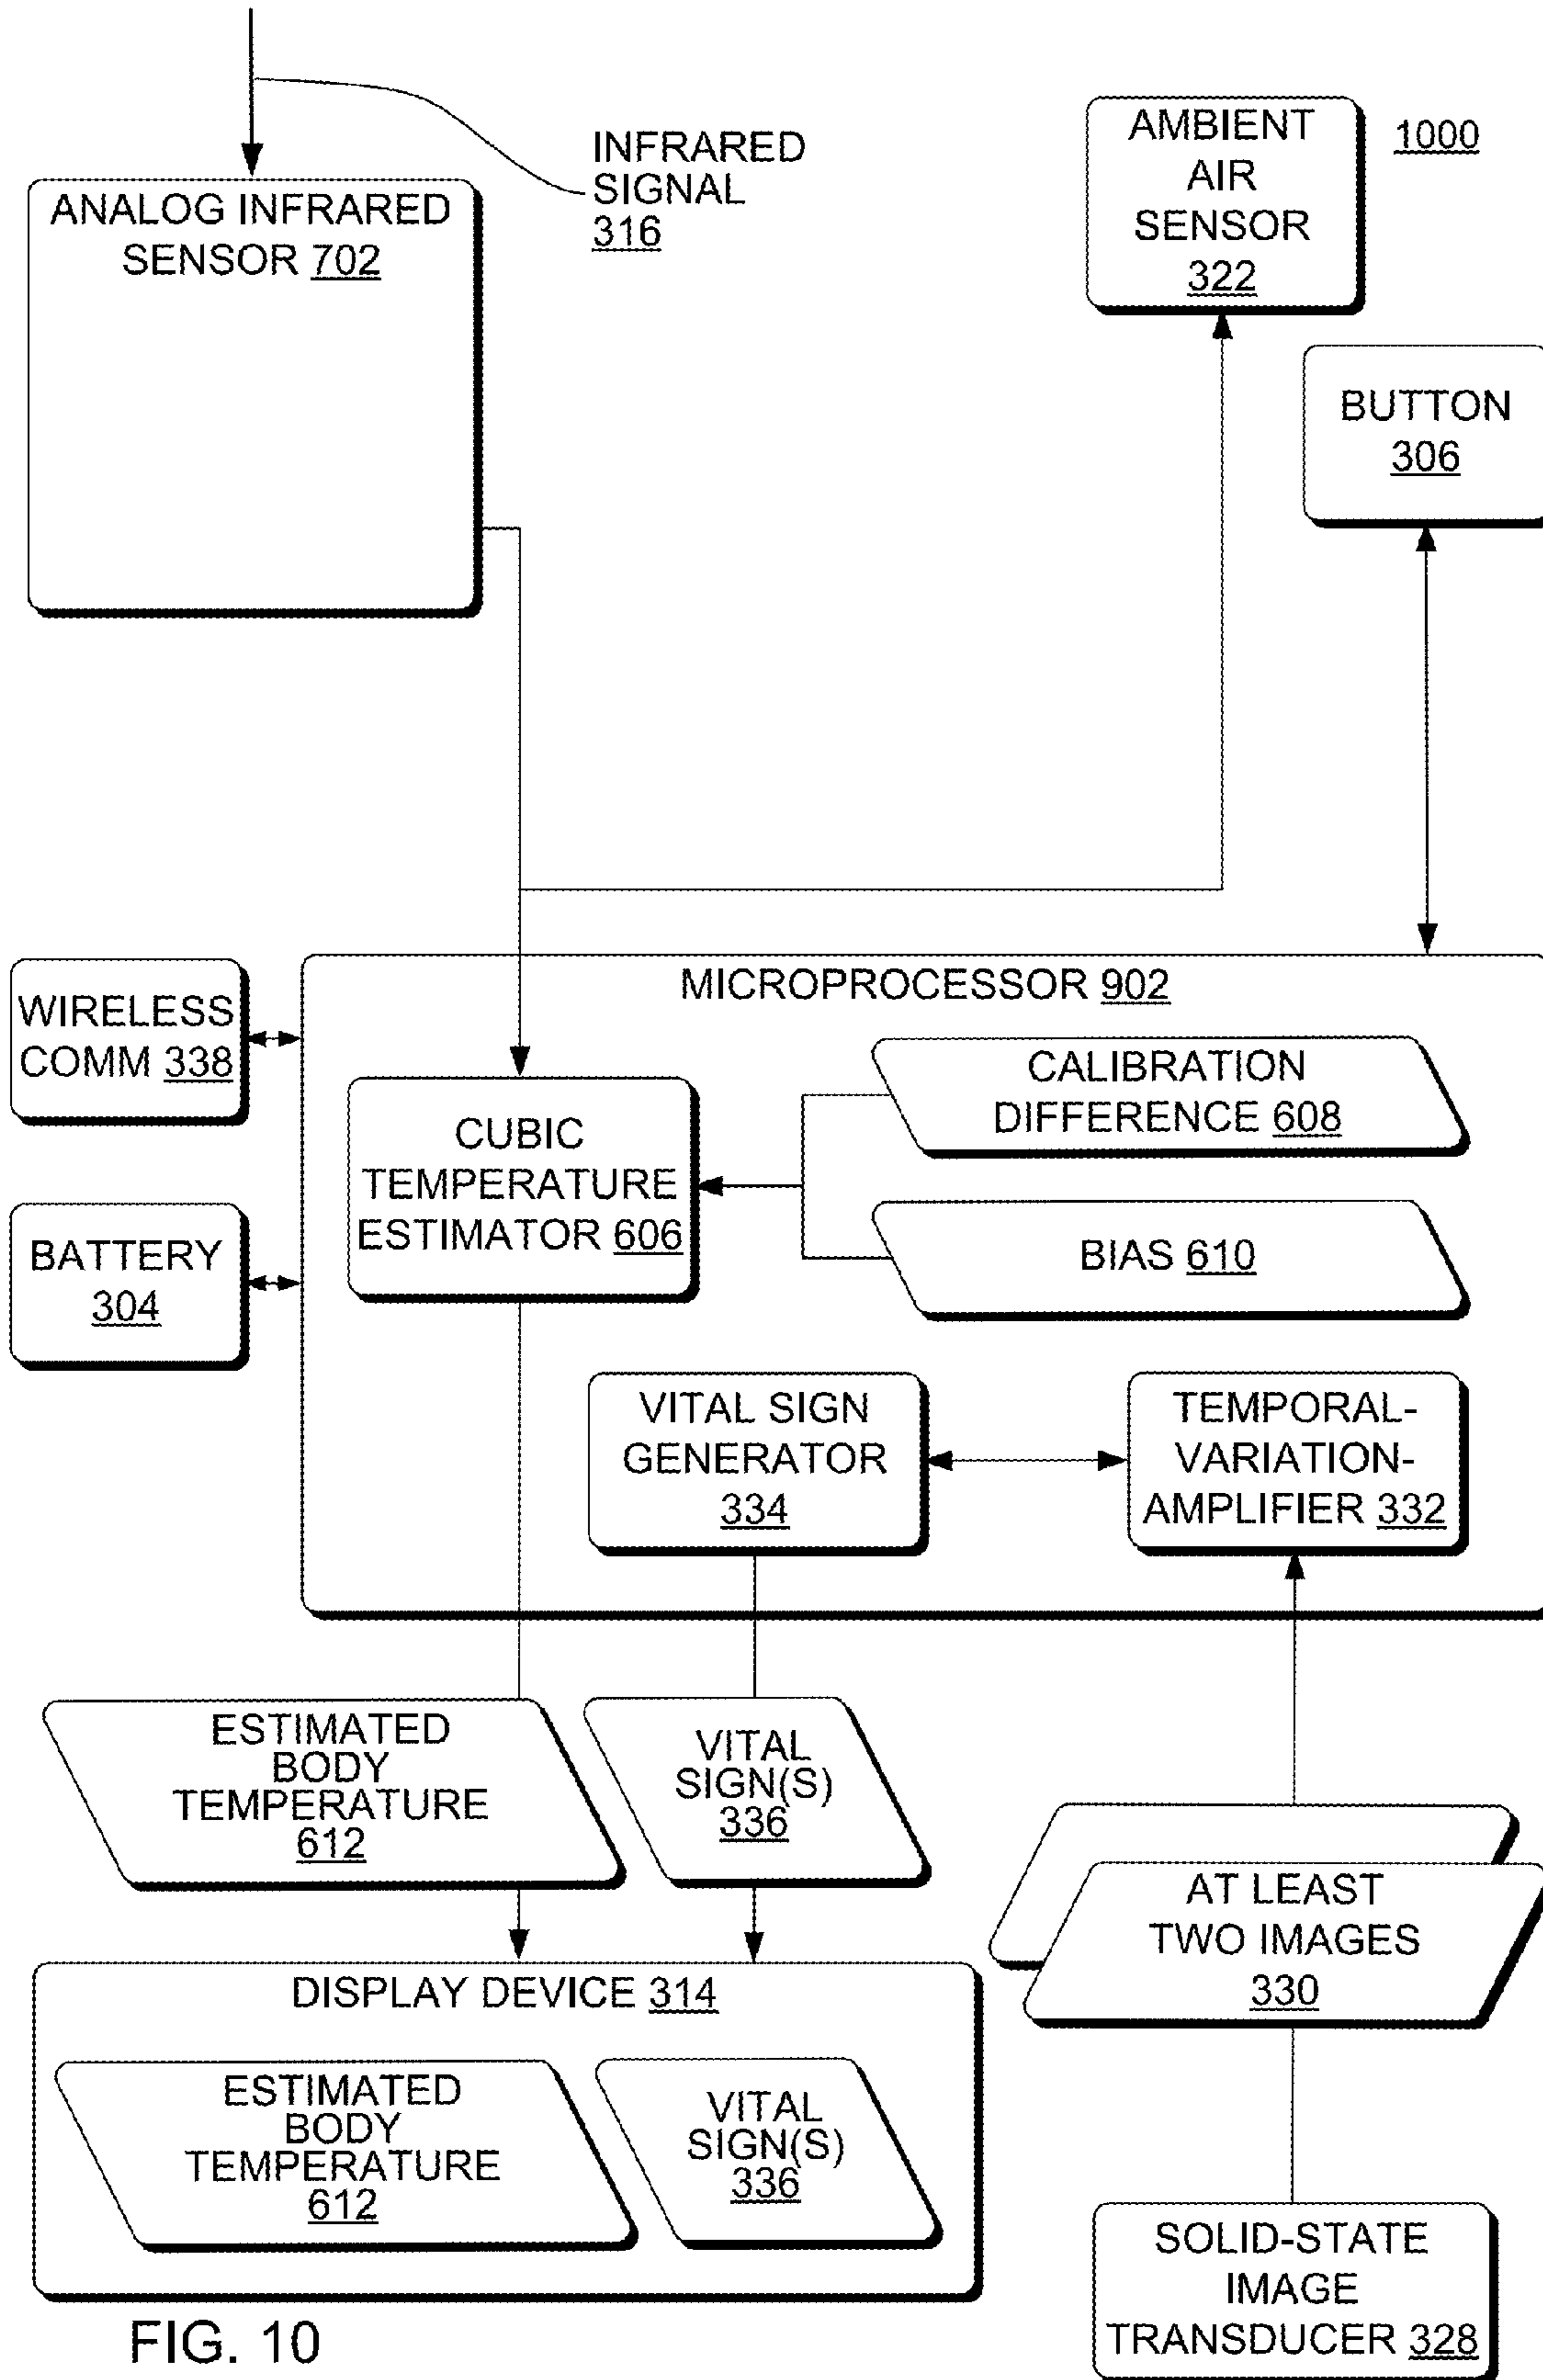 INFRARED
SIGNAL
316
ANALOG INFRARED
SENSOR 702
AMBIENT
AIR
SENSOR
322
1000
BUTTON
306
MICROPROCESSOR 902
WIRELESS
COMM 338
BATTERY
304
CUBIC
TEMPERATURE
ESTIMATOR 606
CALIBRATION
DIFFERENCE 608
BIAS 610
VITAL SIGN
GENERATOR
334
TEMPORAL-
VARIATION-
AMPLIFIER 332
ESTIMATED
BODY
TEMPERATURE
612
VITAL
SIGN(S)
336
AT LEAST
TWO IMAGES
330
DISPLAY DEVICE 314
ESTIMATED
BODY
TEMPERATURE
612
VITAL
SIGN(S)
336
SOLID-STATE
IMAGE
TRANSDUCER 328
FIG. 10